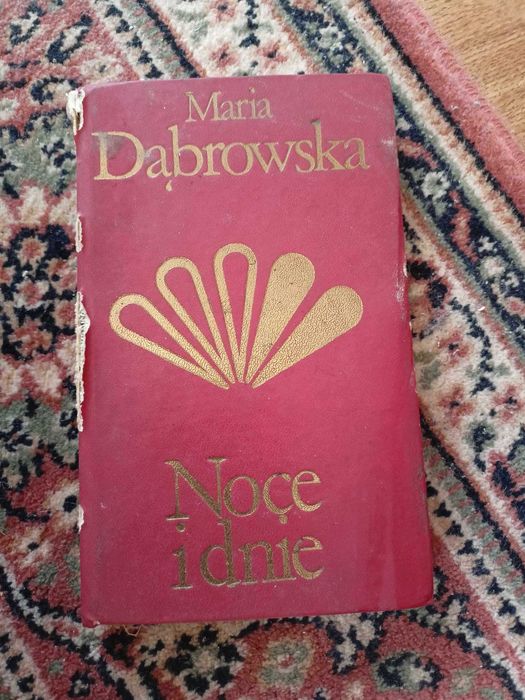 Maria
Dąbrowska
Noce
i dnie